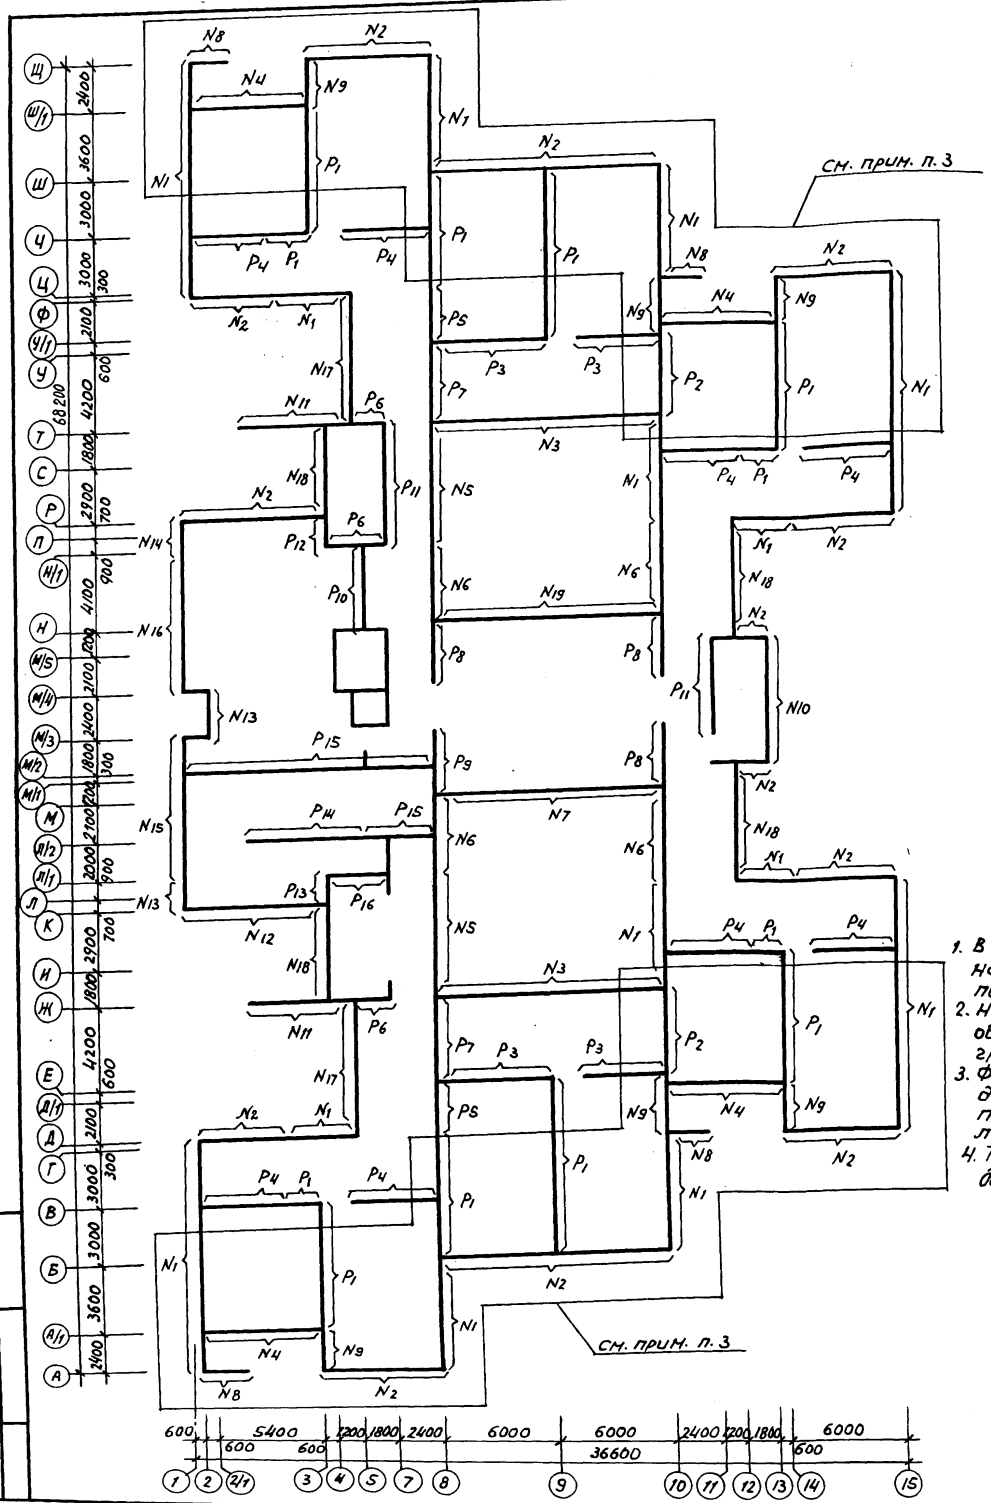 N8
N2
Щ
2400
N4
N9
Ш/1
N1
3600
N1
P1
N2
см. прим. п.3
Ш
3000
N1
Ч
P4 P1
P4
P1
P1
N8
N2
3000
Ц
300
N9
N4
N9
Ф
N2
N1
P5
2100
У/1
P3
P3
У
600
N17
P7
P2
P1
N1
68200
4200
N11
P6
N3
Т
1800
P4
P1
P4
С
N18
P11
N5
N1
2900
N2
Р
700
P12
P6
N1
N2
П
N14
Н/1
900
P10
N6
N19
N6
N18
4100
N16
N2
Н
1200
P8
P8
М/5
2100
P11
М/4
N13
N10
2400
М/3
P15
1800
P9
P8
М/2
300
N2
М/1
1200
N7
М
2100
N15
P14
P15
N6
N6
N18
Л/2
2000
N1
N2
Л/1
900
P13
P16
Л
N13
К
700
N12
N5
N1
P4
P1
P4
2900
N18
1. В
И
N3
1800
Ж
N11
P6
2. Н
N1
4200
P7
P3
P3
P2
P1
Е
600
N17
3. Ф
Д/1
N2
N1
P5
N9
N4
N9
2100
Д
N8
N2
Г
300
P4
P1
P4
P1
4. Т
3000
В
P1
N1
3000
N1
Б
P1
N2
3600
N1
А/1
N4
N9
см. прим. п.3
2400
А
N8
N2
600
5400
1200
1800
2400
6000
6000
2400
1200
1800
6000
600
600
36600
600
1
2
2/1
3
4
5
7
8
9
10
11
12
13
14
15